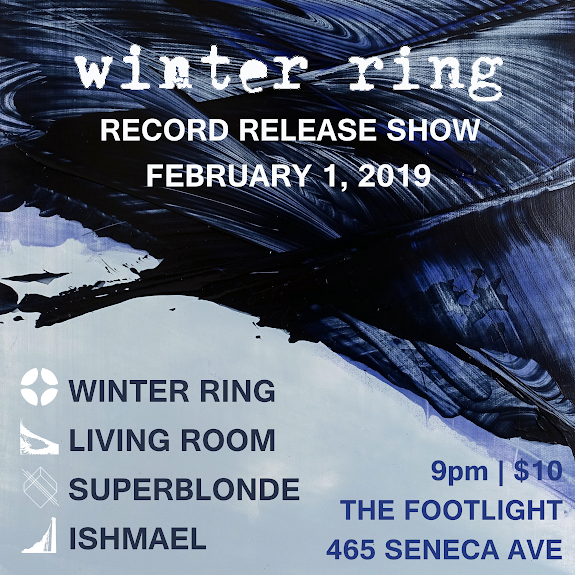 winter ring
RECORD RELEASE SHOW
FEBRUARY 1, 2019
WINTER RING
LIVING ROOM
SUPERBLONDE
ISHMAEL
9pm | $10
THE FOOTLIGHT
465 SENECA AVE